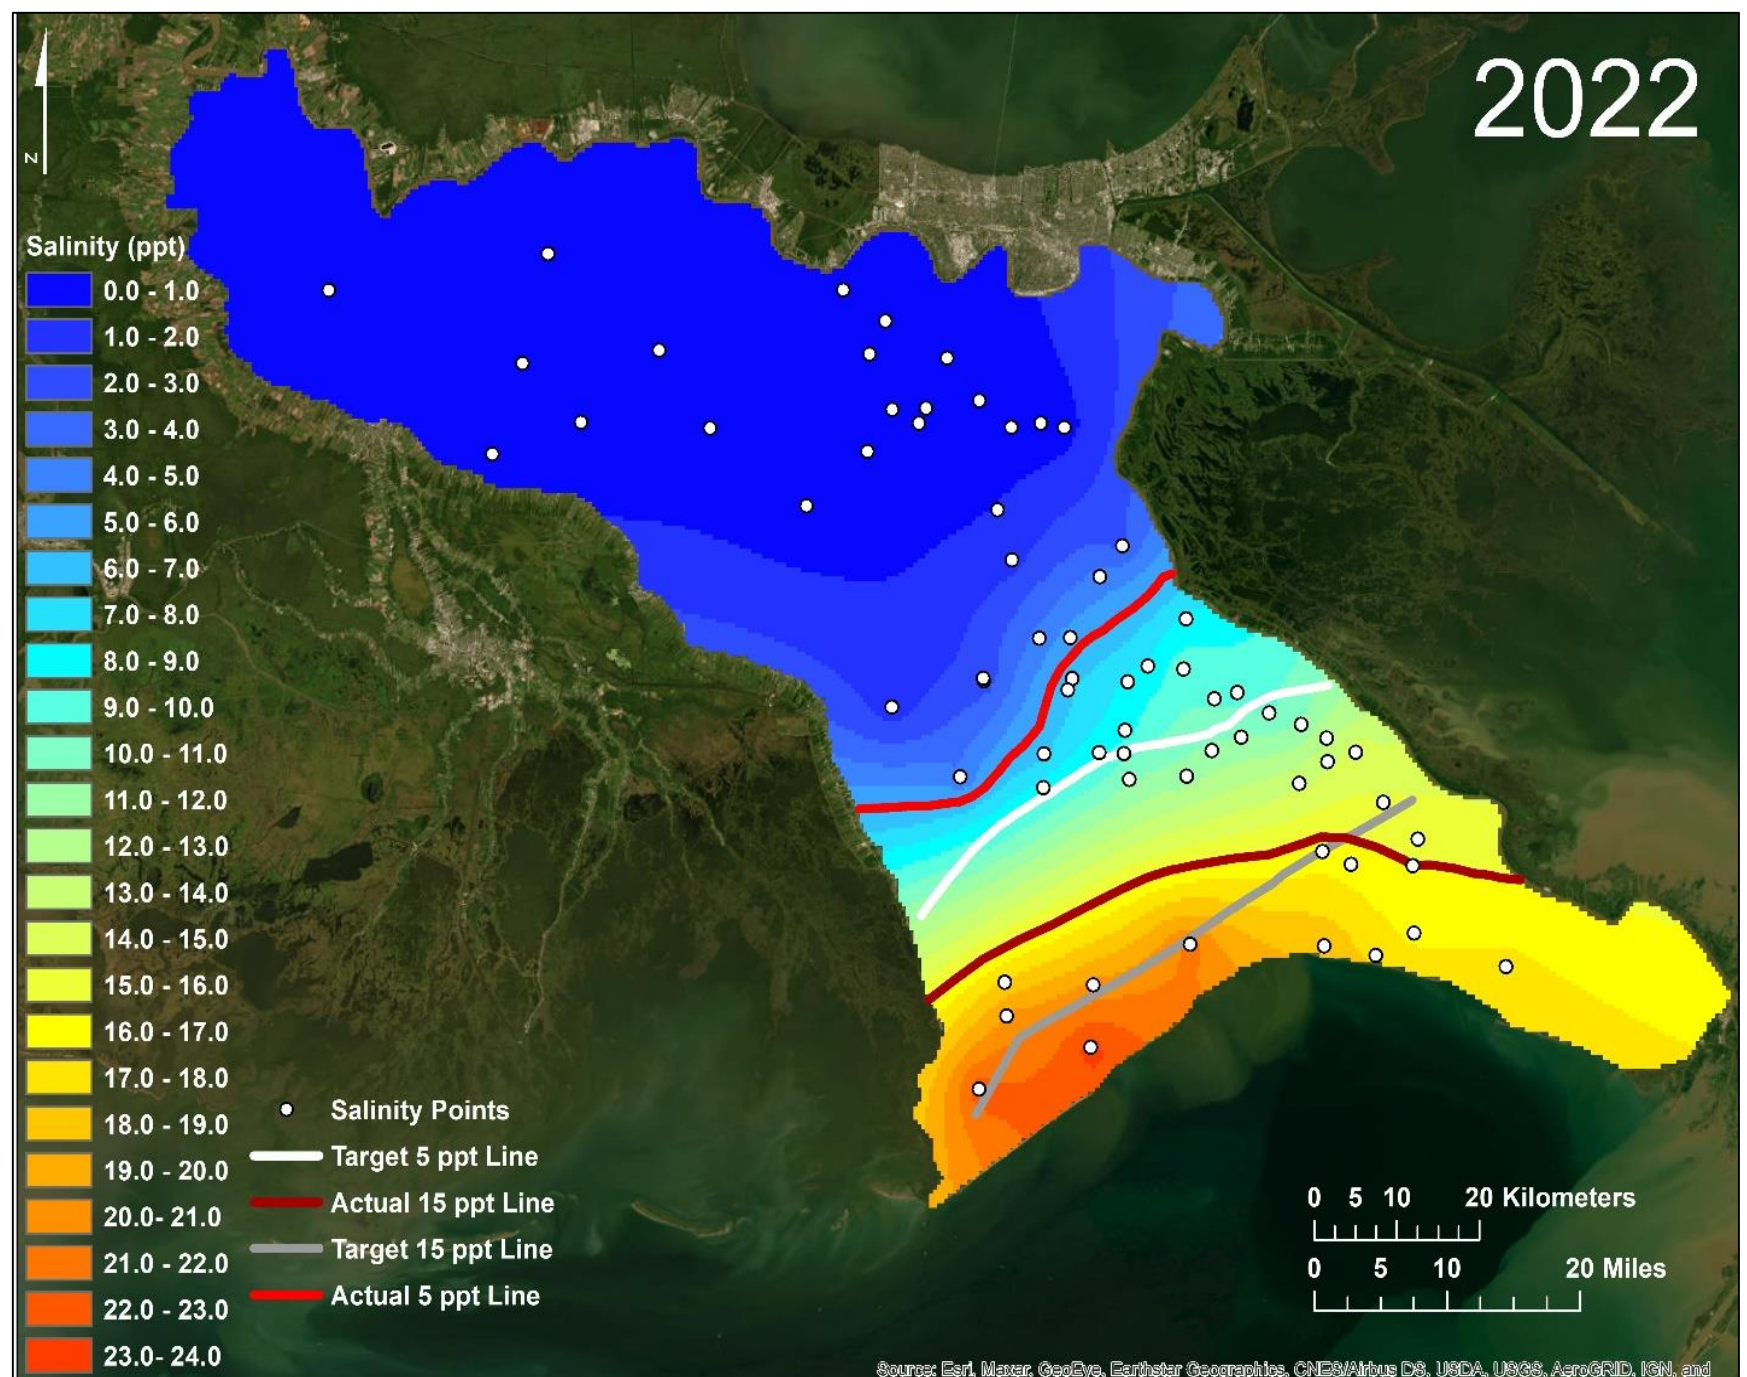 2022
N
Salinity (ppt)
0.0 - 1.0
1.0 - 2.0
2.0 - 3.0
3.0 - 4.0
4.0 - 5.0
5.0 - 6.0
6.0 - 7.0
7.0 - 8.0
8.0 - 9.0
9.0 - 10.0
10.0 - 11.0
11.0 - 12.0
12.0 - 13.0
13.0 - 14.0
14.0 - 15.0
15.0 - 16.0
16.0 - 17.0
17.0 - 18.0
18.0 - 19.0
19.0 - 20.0
20.0- 21.0
21.0 - 22.0
22.0 - 23.0
23.0- 24.0
Salinity Points
Target 5 ppt Line
Actual 15 ppt Line
Target 15 ppt Line
Actual 5 ppt Line
0 5 10 20 Kilometers
0 5 10 20 Miles
Source: Esri, Maxar, GeoEye, Earthstar Geographics, CNES/Airbus DS, USDA, USGS, AeroGRID, IGN, and